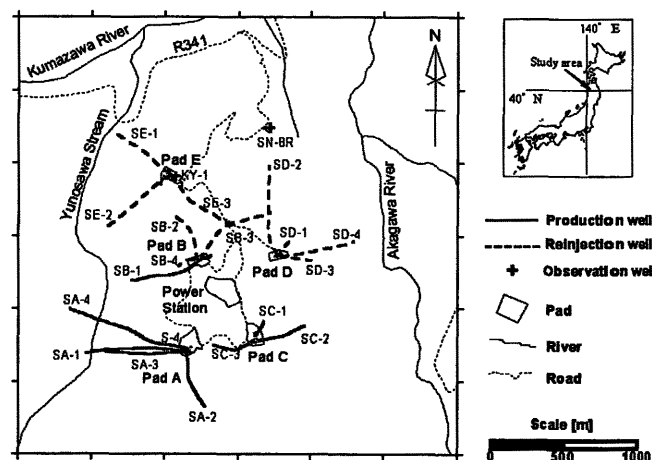 Kumazawa River
R341
N
Yunosawa Stream
SE-1
SN-8R
Pad E
KY-1
SD-2
SE-3
SE-2
SB-2
SB-3
SD-1
SD-4
Pad B
SB-4
Pad D
SD-3
SB-1
Akagawa River
Power
Station
SA-4
SC-1
S-4
SC-2
SA-1
SC-3
Pad C
SA-3
Pad A
SA-2
140° E
Study area
40° N
Production well
Reinjection well
Observation well
Pad
River
Road
Scale [m]
0 500 1000